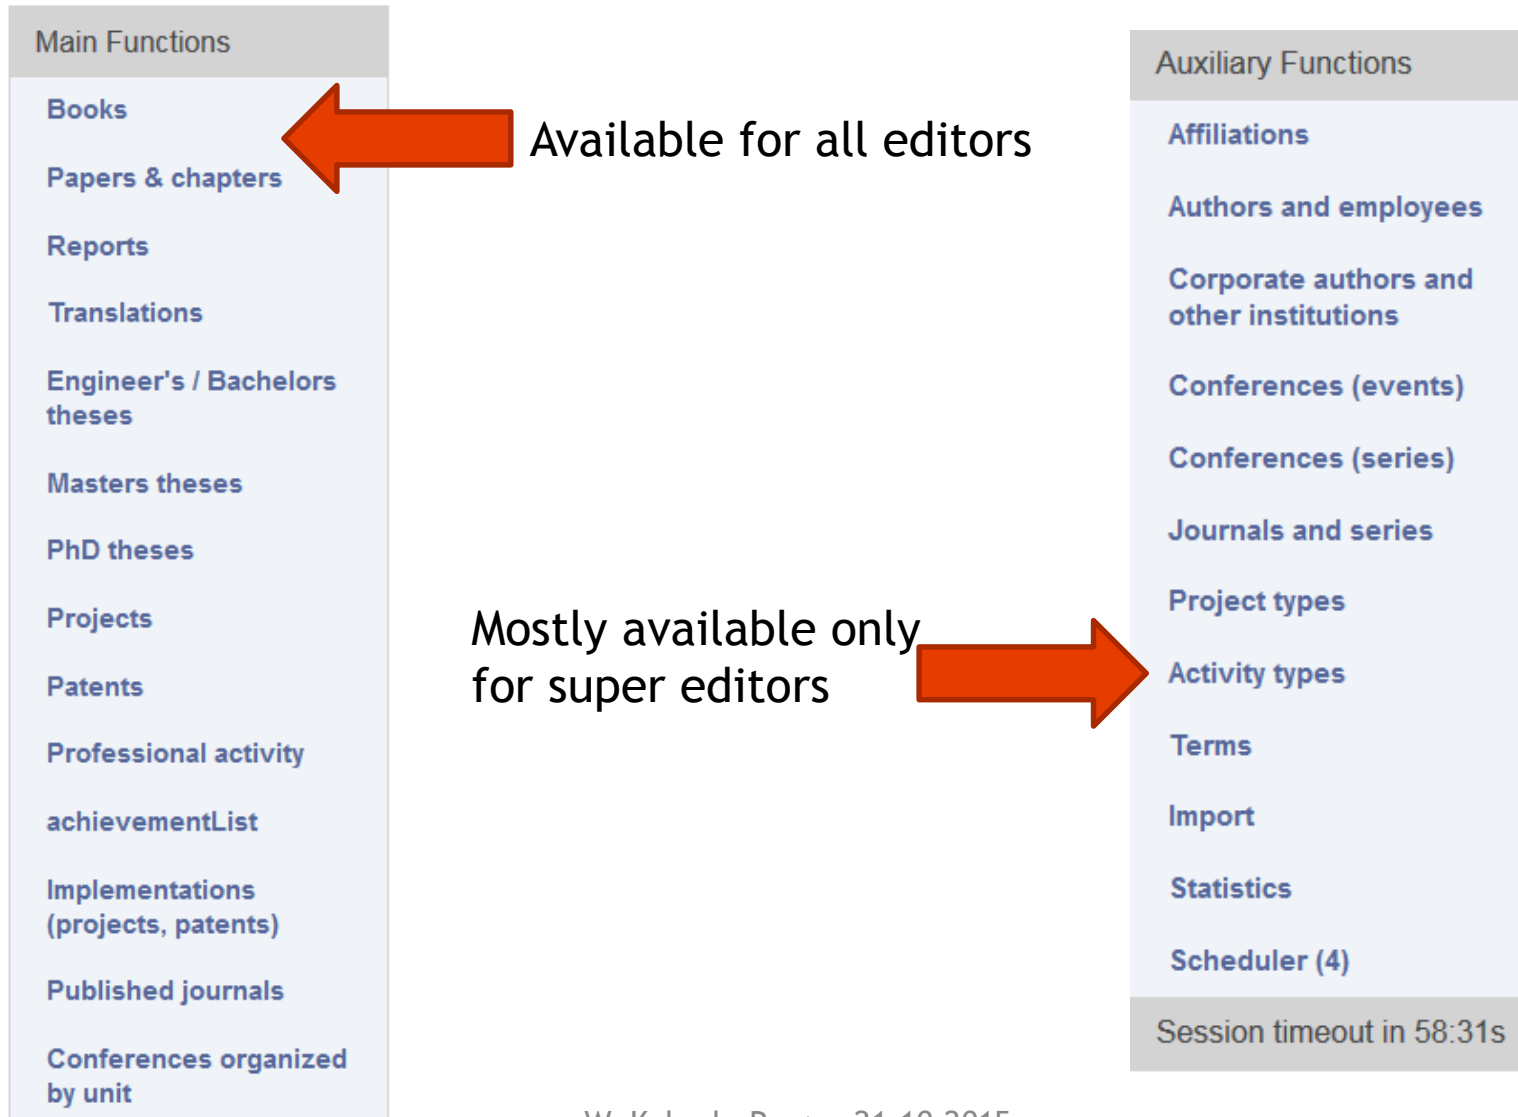 Main Functions
Books
Papers & chapters
Reports
Translations
Engineer's / Bachelors
theses
Masters theses
PhD theses
Projects
Patents
Professional activity
achievementList
Implementations
(projects, patents)
Published journals
Conferences organized
by unit
Available for all editors
Mostly available only
for super editors
Auxiliary Functions
Affiliations
Authors and employees
Corporate authors and
other institutions
Conferences (events)
Conferences (series)
Journals and series
Project types
Activity types
Terms
Import
Statistics
Scheduler (4)
Session timeout in 58:31s